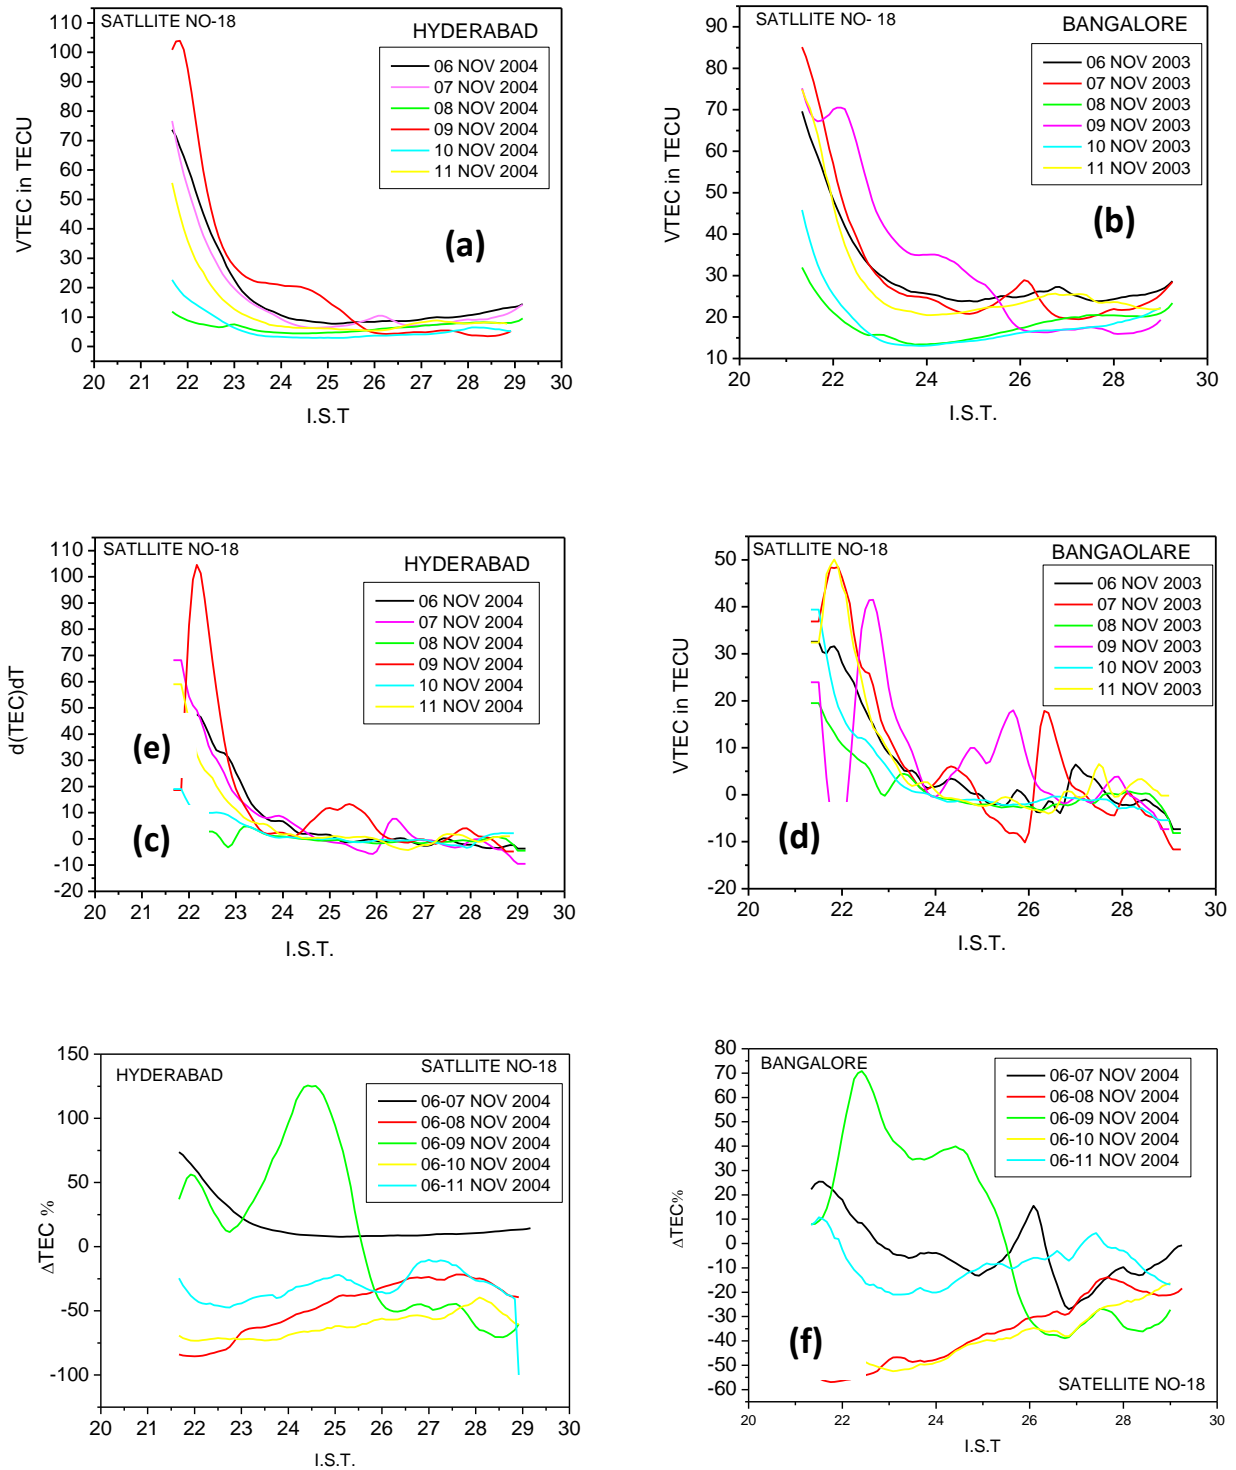 SATLLITE NO-18
HYDERABAD
06 NOV 2004
07 NOV 2004
08 NOV 2004
09 NOV 2004
10 NOV 2004
11 NOV 2004
(a)
VTEC in TECU
110
100
90
80
70
60
50
40
30
20
10
0
20 21 22 23 24 25 26 27 28 29 30
I.S.T
SATLLITE NO- 18
BANGALORE
06 NOV 2003
07 NOV 2003
08 NOV 2003
09 NOV 2003
10 NOV 2003
11 NOV 2003
(b)
VTEC in TECU
90
80
70
60
50
40
30
20
10
20 22 24 26 28 30
I.S.T.
SATLLITE NO-18
HYDERABAD
06 NOV 2004
07 NOV 2004
08 NOV 2004
09 NOV 2004
10 NOV 2004
11 NOV 2004
(e)
(c)
d(TEC)dT
110
100
90
80
70
60
50
40
30
20
10
0
-10
-20
20 21 22 23 24 25 26 27 28 29 30
I.S.T.
SATLLITE NO-18
BANGAOLARE
06 NOV 2003
07 NOV 2003
08 NOV 2003
09 NOV 2003
10 NOV 2003
11 NOV 2003
(d)
VTEC in TECU
50
40
30
20
10
0
-10
-20
20 22 24 26 28 30
I.S.T.
HYDERABAD
SATLLITE NO-18
06-07 NOV 2004
06-08 NOV 2004
06-09 NOV 2004
06-10 NOV 2004
06-11 NOV 2004
ΔTEC %
150
100
50
0
-50
-100
20 21 22 23 24 25 26 27 28 29 30
I.S.T.
BANGALORE
06-07 NOV 2004
06-08 NOV 2004
06-09 NOV 2004
06-10 NOV 2004
06-11 NOV 2004
(f)
SATELLITE NO-18
ΔTEC%
80
70
60
50
40
30
20
10
0
-10
-20
-30
-40
-50
-60
20 22 24 26 28 30
I.S.T